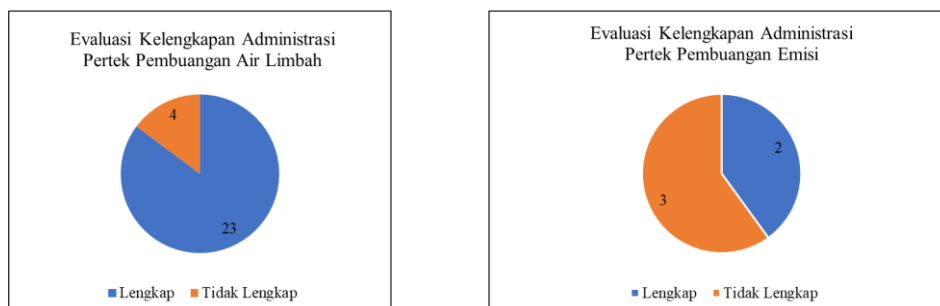 Evaluasi Kelengkapan Administrasi
Pertek Pembuangan Air Limbah
4
23
Lengkap Tidak Lengkap
Evaluasi Kelengkapan Administrasi
Pertek Pembuangan Emisi
2
3
Lengkap Tidak Lengkap